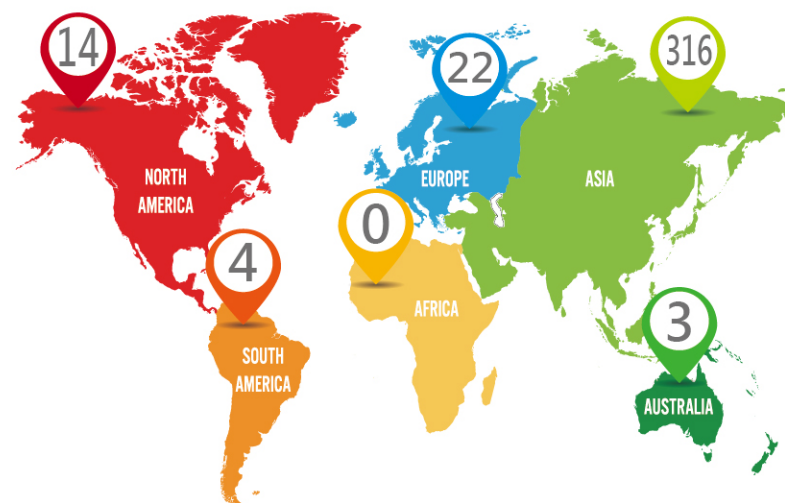 14
22
316
NORTH
AMERICA
EUROPE
ASIA
0
4
AFRICA
3
SOUTH
AMERICA
AUSTRALIA